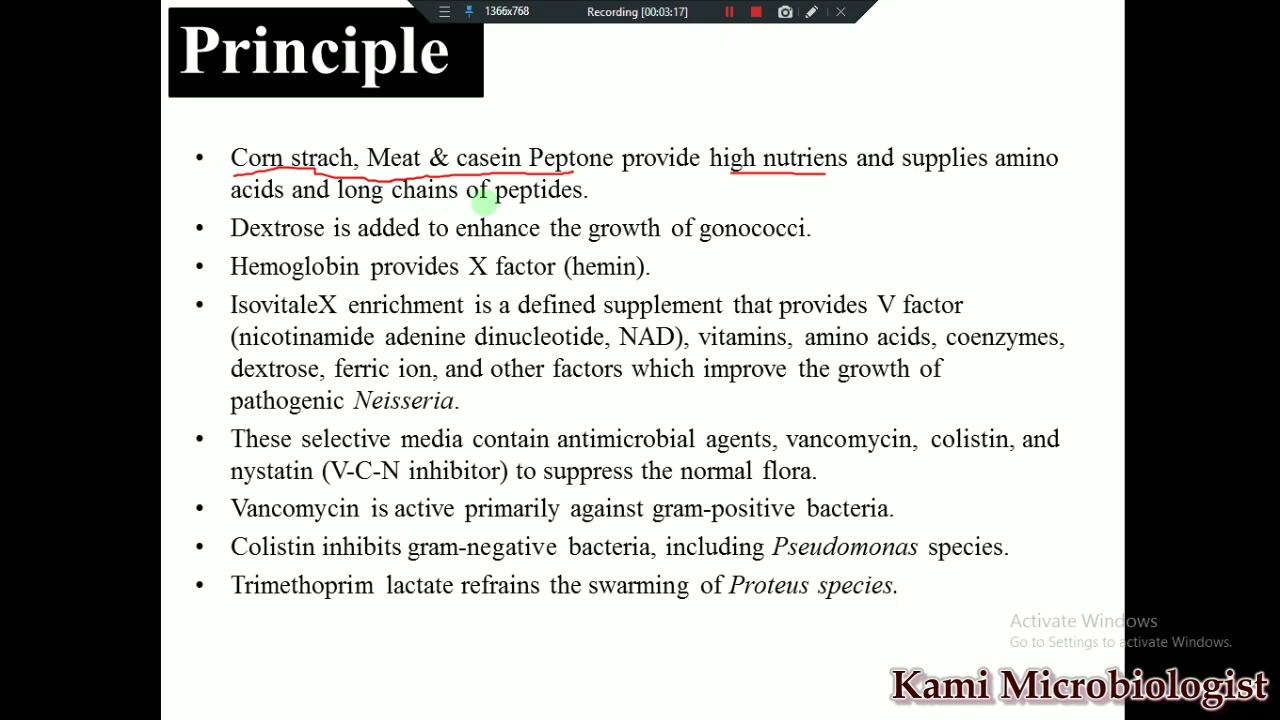 1366x768 Recording [00:03:17]
Principle
• Corn strach, Meat & casein Peptone provide high nutriens and supplies amino
acids and long chains of peptides.
• Dextrose is added to enhance the growth of gonococci.
• Hemoglobin provides X factor (hemin).
• IsovitaleX enrichment is a defined supplement that provides V factor
(nicotinamide adenine dinucleotide, NAD), vitamins, amino acids, coenzymes,
dextrose, ferric ion, and other factors which improve the growth of
pathogenic Neisseria.
• These selective media contain antimicrobial agents, vancomycin, colistin, and
nystatin (V-C-N inhibitor) to suppress the normal flora.
• Vancomycin is active primarily against gram-positive bacteria.
• Colistin inhibits gram-negative bacteria, including Pseudomonas species.
• Trimethoprim lactate refrains the swarming of Proteus species.
Activate Windows
Go to Settings to activate Windows.
Kami Microbiologist